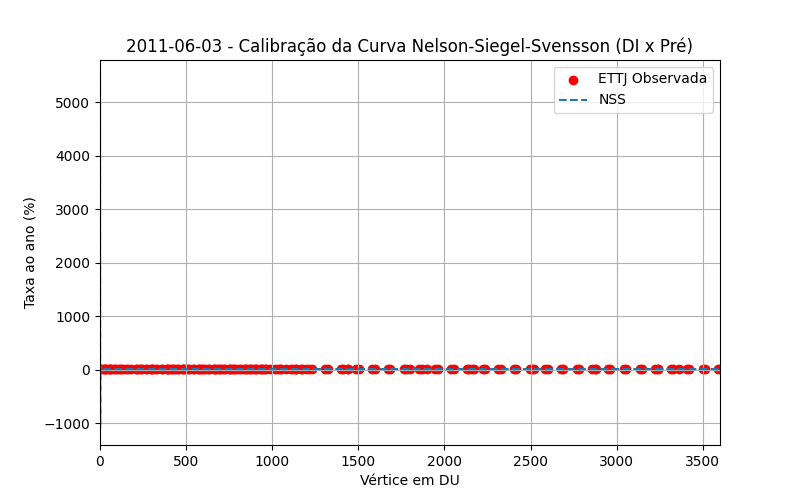 2011-06-03 - Calibração da Curva Nelson-Siegel-Svensson (DI x Pré)
ETTJ Observada
NSS
Taxa ao ano (%)
5000
4000
3000
2000
1000
0
−1000
0 500 1000 1500 2000 2500 3000 3500
Vértice em DU